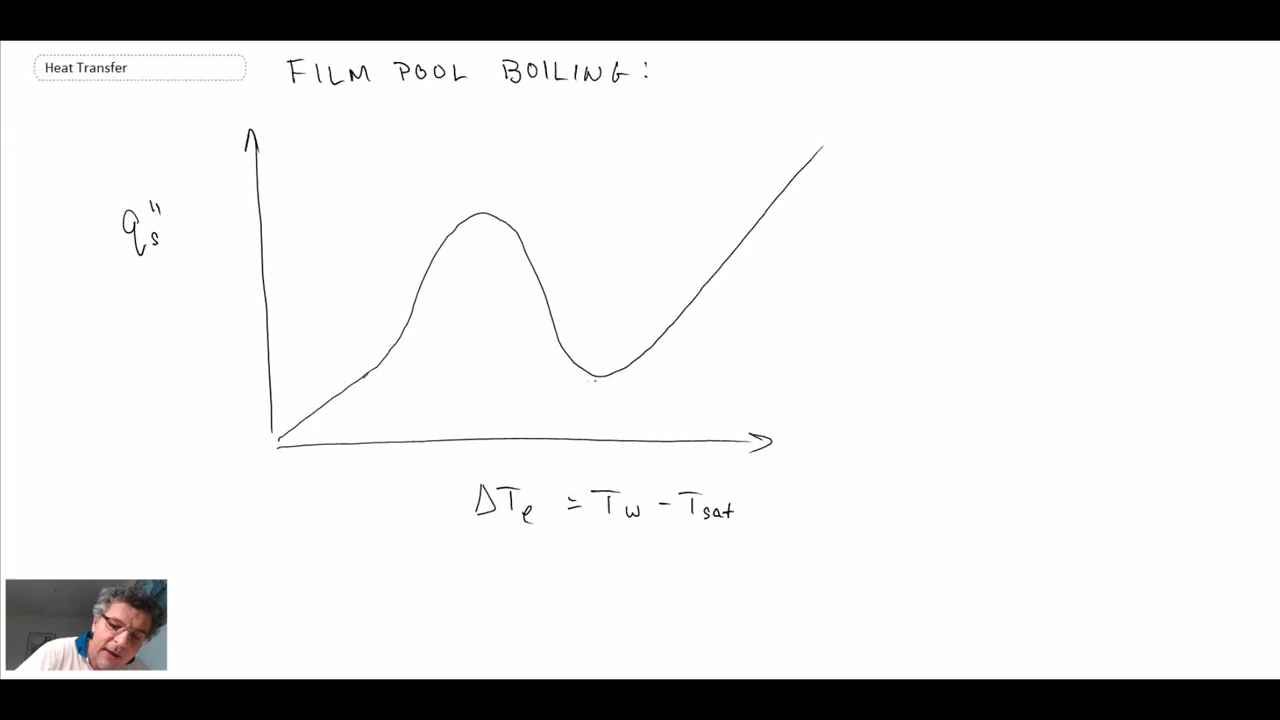 Heat Transfer
FILM POOL BOILING:
q"s
ΔTe = Tw - Tsat